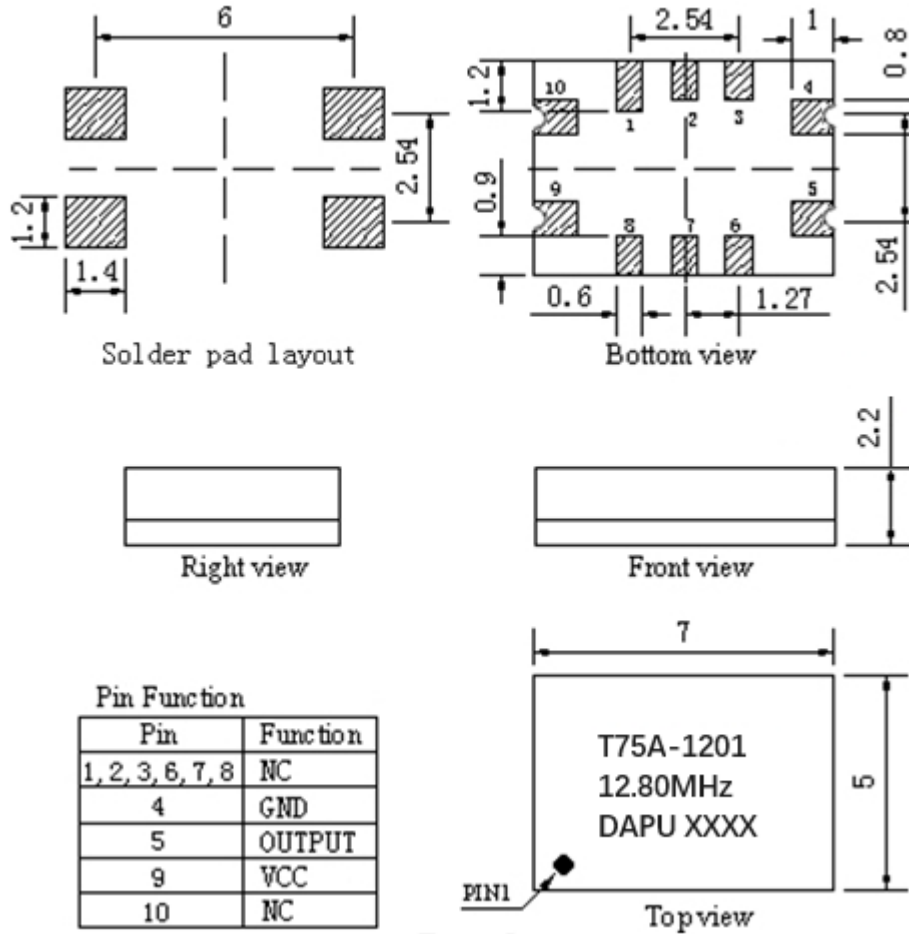 6
2.54
1.2
1.4
Solder pad layout
2.54
1
0.8
1.2
10
1
2
3
4
0.9
9
5
8
7
6
2.54
0.6
1.27
Bottom view
Right view
2.2
Front view
Pin Function
Pin Function
1, 2, 3, 6, 7, 8 NC
4 GND
5 OUTPUT
9 VCC
10 NC
7
T75A-1201
12.80MHz
DAPU XXXX
5
PIN1
Top view